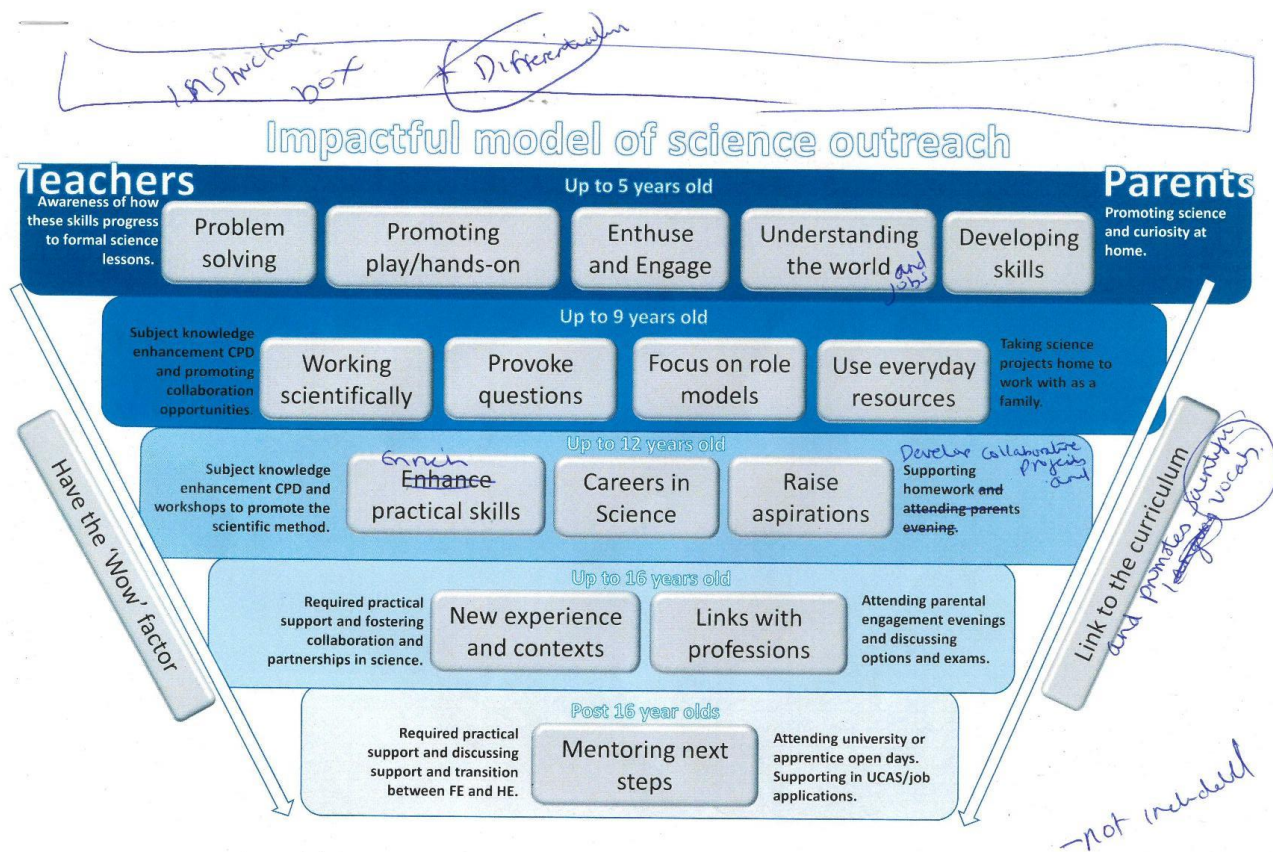 instruction
box
+ Differentiation
Impactful model of science outreach
Teachers
Awareness of how
these skills progress
to formal science
lessons.
Up to 5 years old
Problem
solving
Promoting
play/hands-on
Enthuse
and Engage
Understanding
the world and
jobs
Developing
skills
Parents
Promoting science
and curiosity at
home.
Up to 9 years old
Subject knowledge
enhancement CPD
and promoting
collaboration
opportunities.
Working
scientifically
Provoke
questions
Focus on role
models
Use everyday
resources
Taking science
projects home to
work with as a
family.
Up to 12 years old
Subject knowledge
enhancement CPD and
workshops to promote the
scientific method.
Enrich
Enhance
practical skills
Careers in
Science
Raise
aspirations
Develop collaborative
projects
and
Supporting
homework and
attending parents
evening.
Up to 16 years old
Required practical
support and fostering
collaboration and
partnerships in science.
New experience
and contexts
Links with
professions
Attending parental
engagement evenings
and discussing
options and exams.
Post 16 year olds
Required practical
support and discussing
support and transition
between FE and HE.
Mentoring next
steps
Attending university or
apprentice open days.
Supporting in UCAS/job
applications.
Have the 'Wow' factor
Link to the curriculum
and promotes scientific
vocab.
- not included